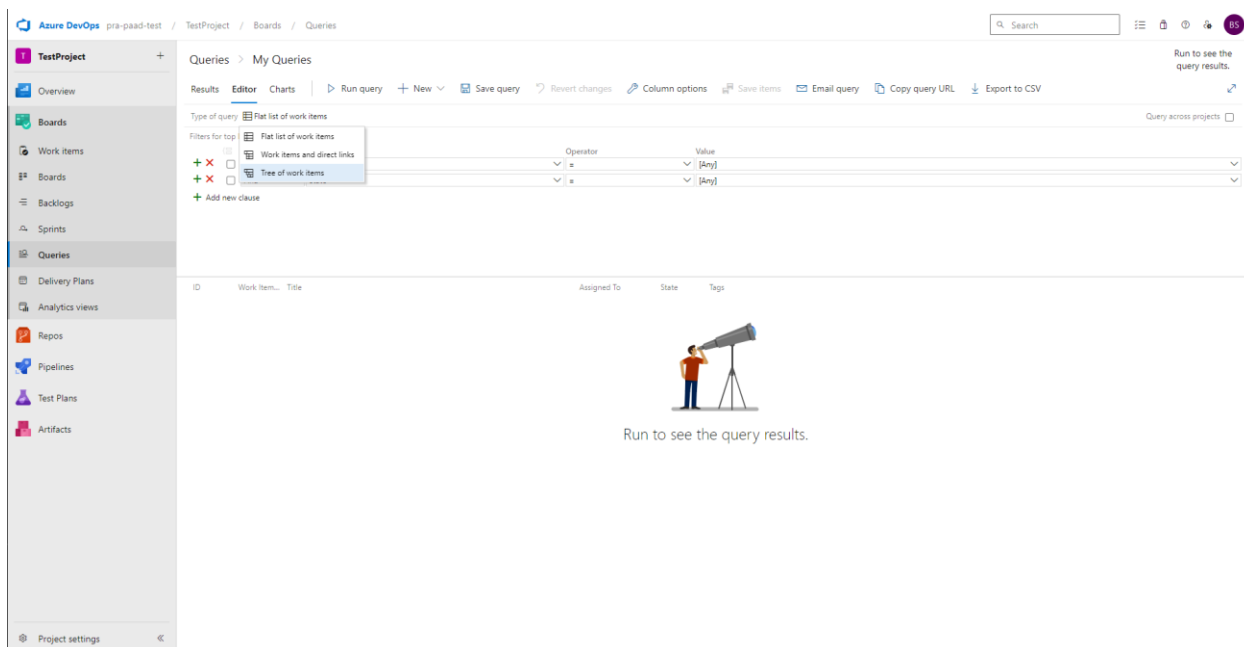 Azure DevOps pra-paad-test / TestProject / Boards / Queries
Search
BS
T TestProject +
Overview
Boards
Work items
Boards
Backlogs
Sprints
Queries
Delivery Plans
Analytics views
Repos
Pipelines
Test Plans
Artifacts
Project settings
Queries > My Queries
Run to see the
query results.
Results Editor Charts Run query New Save query Revert changes Column options Save items Email query Copy query URL Export to CSV
Type of query Flat list of work items
Query across projects
Filters for top
Flat list of work items
Work items and direct links
Tree of work items
Operator Value
= [Any]
= [Any]
+ Add new clause
ID Work Item... Title Assigned To State Tags
Run to see the query results.